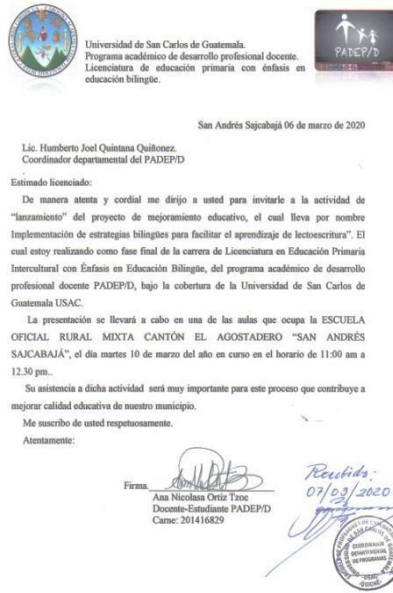 Universidad de San Carlos de Guatemala.
Programa académico de desarrollo profesional docente.
Licenciatura de educación primaria con énfasis en
educación bilingüe.
PADEP/D
San Andrés Sajcabajá 06 de marzo de 2020
Lic. Humberto Joel Quintana Quiñonez.
Coordinador departamental del PADEP/D
Estimado licenciado:
De manera atenta y cordial me dirijo a usted para invitarle a la actividad de
"lanzamiento" del proyecto de mejoramiento educativo, el cual lleva por nombre
Implementación de estrategias bilingües para facilitar el aprendizaje de lectoescritura". El
cual estoy realizando como fase final de la carrera de Licenciatura en Educación Primaria
Intercultural con Énfasis en Educación Bilingüe, del programa académico de desarrollo
profesional docente PADEP/D, bajo la cobertura de la Universidad de San Carlos de
Guatemala USAC.
La presentación se llevará a cabo en una de las aulas que ocupa la ESCUELA
OFICIAL RURAL MIXTA CANTÓN EL AGOSTADERO "SAN ANDRÉS
SAJCABAJÁ", el día martes 10 de marzo del año en curso en el horario de 11:00 am a
12.30 pm..
Su asistencia a dicha actividad será muy importante para este proceso que contribuye a
mejorar calidad educativa de nuestro municipio.
Me suscribo de usted respetuosamente.
Atentamente:
Firma.
Ana Nicolasa Ortiz Tzoc
Docente-Estudiante PADEP/D
Carne: 201416829
Recibido:
07/03/2020
COORDINADOR
DEPARTAMENTAL
DE PROGRAMAS